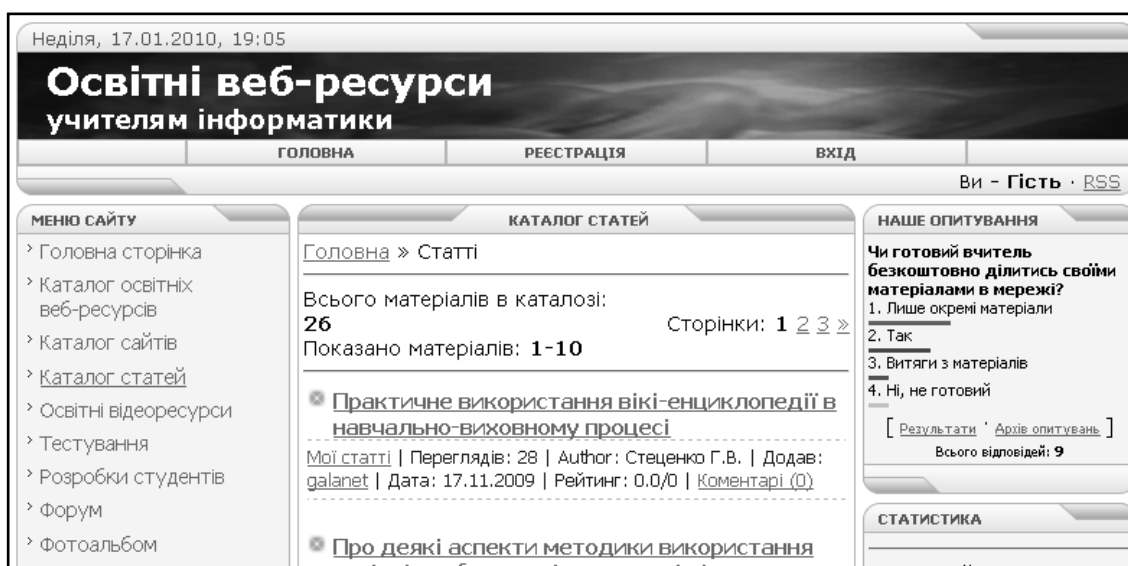 Неділя, 17.01.2010, 19:05
Освітні веб-ресурси
учителям інформатики
ГОЛОВНА РЕЄСТРАЦІЯ ВХІД
Ви - Гість · RSS
МЕНЮ САЙТУ
Головна сторінка
Каталог освітніх
веб-ресурсів
Каталог сайтів
Каталог статей
Освітні відеоресурси
Тестування
Розробки студентів
Форум
Фотоальбом
КАТАЛОГ СТАТЕЙ
Головна » Статті
Всього матеріалів в каталозі:
26
Сторінки: 1 2 3 »
Показано матеріалів: 1-10
Практичне використання вікі-енциклопедії в
навчально-виховному процесі
Мої статті | Переглядів: 28 | Author: Стеценко Г.В. | Додав:
galanet | Дата: 17.11.2009 | Рейтинг: 0.0/0 | Коментарі (0)
Про деякі аспекти методики використання
НАШЕ ОПИТУВАННЯ
Чи готовий вчитель
безкоштовно ділитись своїми
матеріалами в мережі?
1. Лише окремі матеріали
2. Так
3. Витяги з матеріалів
4. Ні, не готовий
[ Результати · Архів опитувань ]
Всього відповідей: 9
СТАТИСТИКА